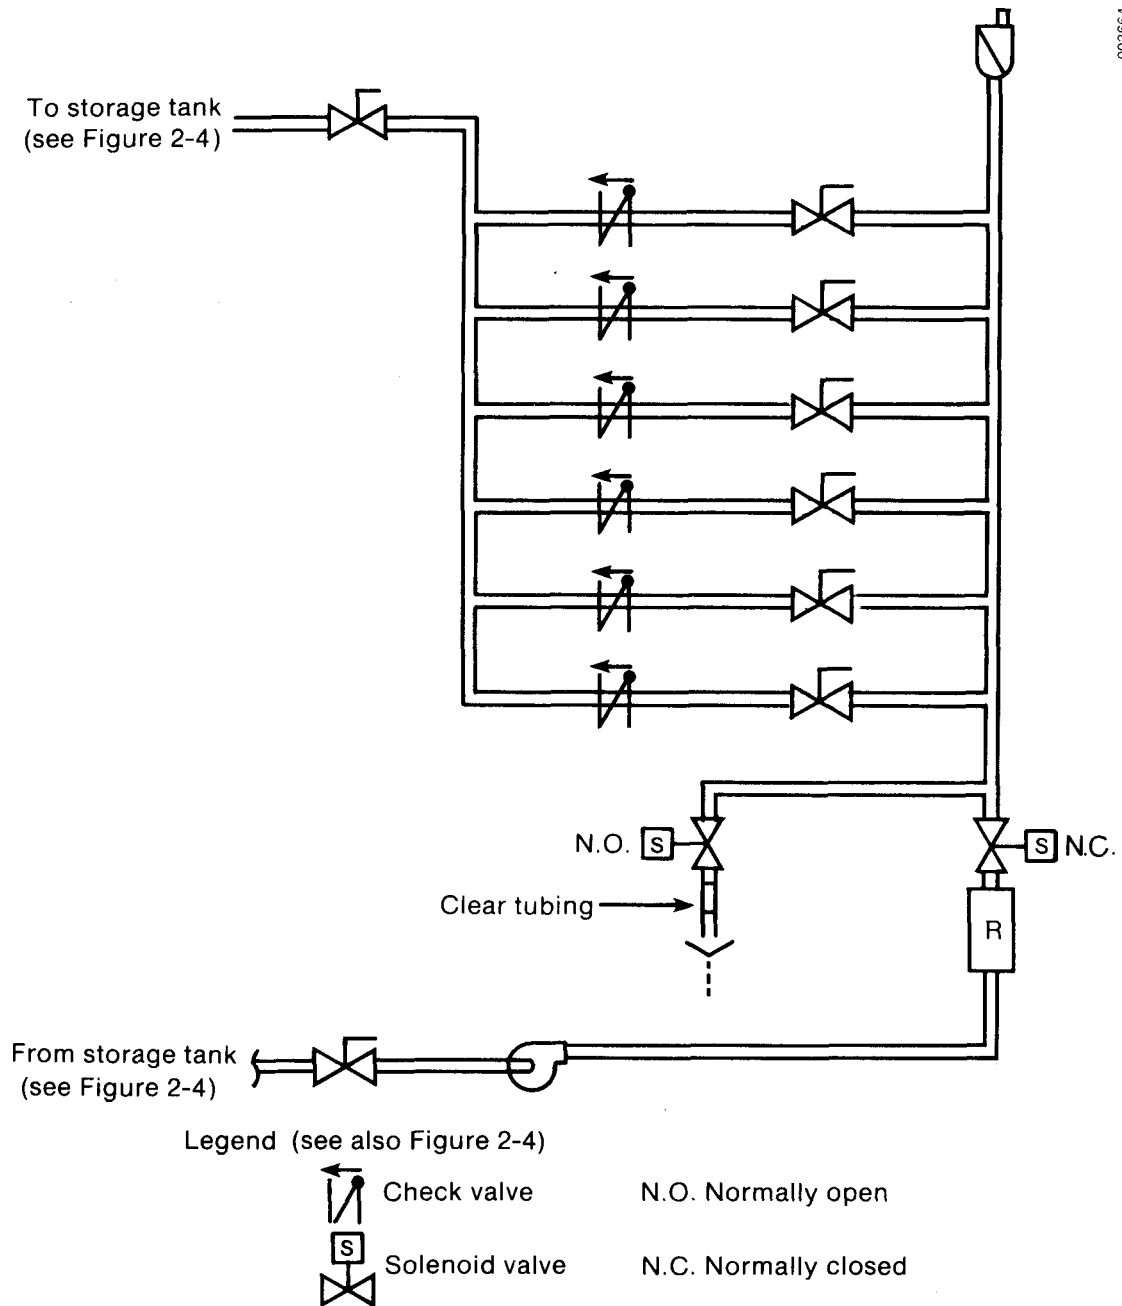 To storage tank
(see Figure 2-4)
N.O. S
S N.C.
Clear tubing
R
From storage tank
(see Figure 2-4)
Legend (see also Figure 2-4)
Check valve
N.O. Normally open
S
Solenoid valve
N.C. Normally closed